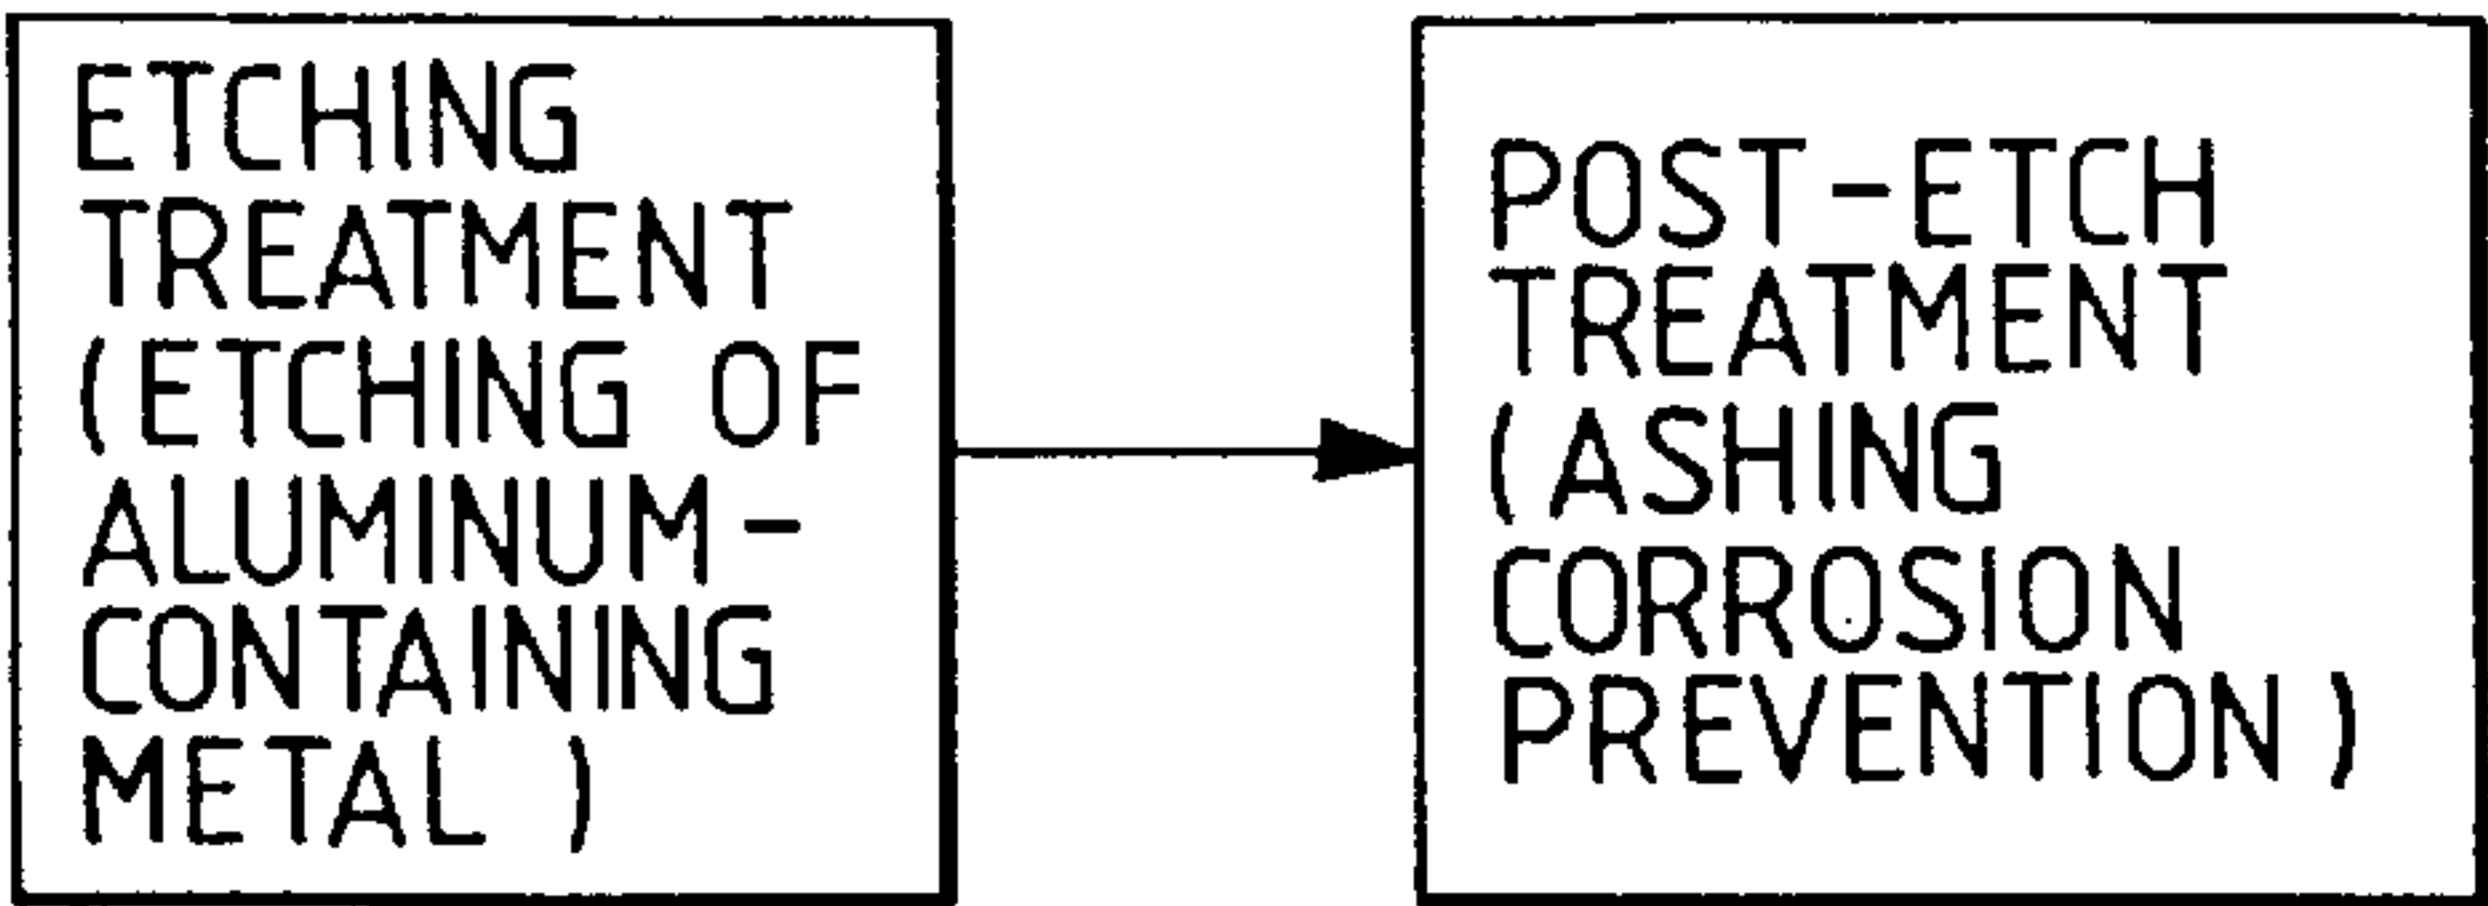 ETCHING
TREATMENT
(ETCHING OF
ALUMINUM-
CONTAINING
METAL )
POST-ETCH
TREATMENT
(ASHING
CORROSION
PREVENTION )